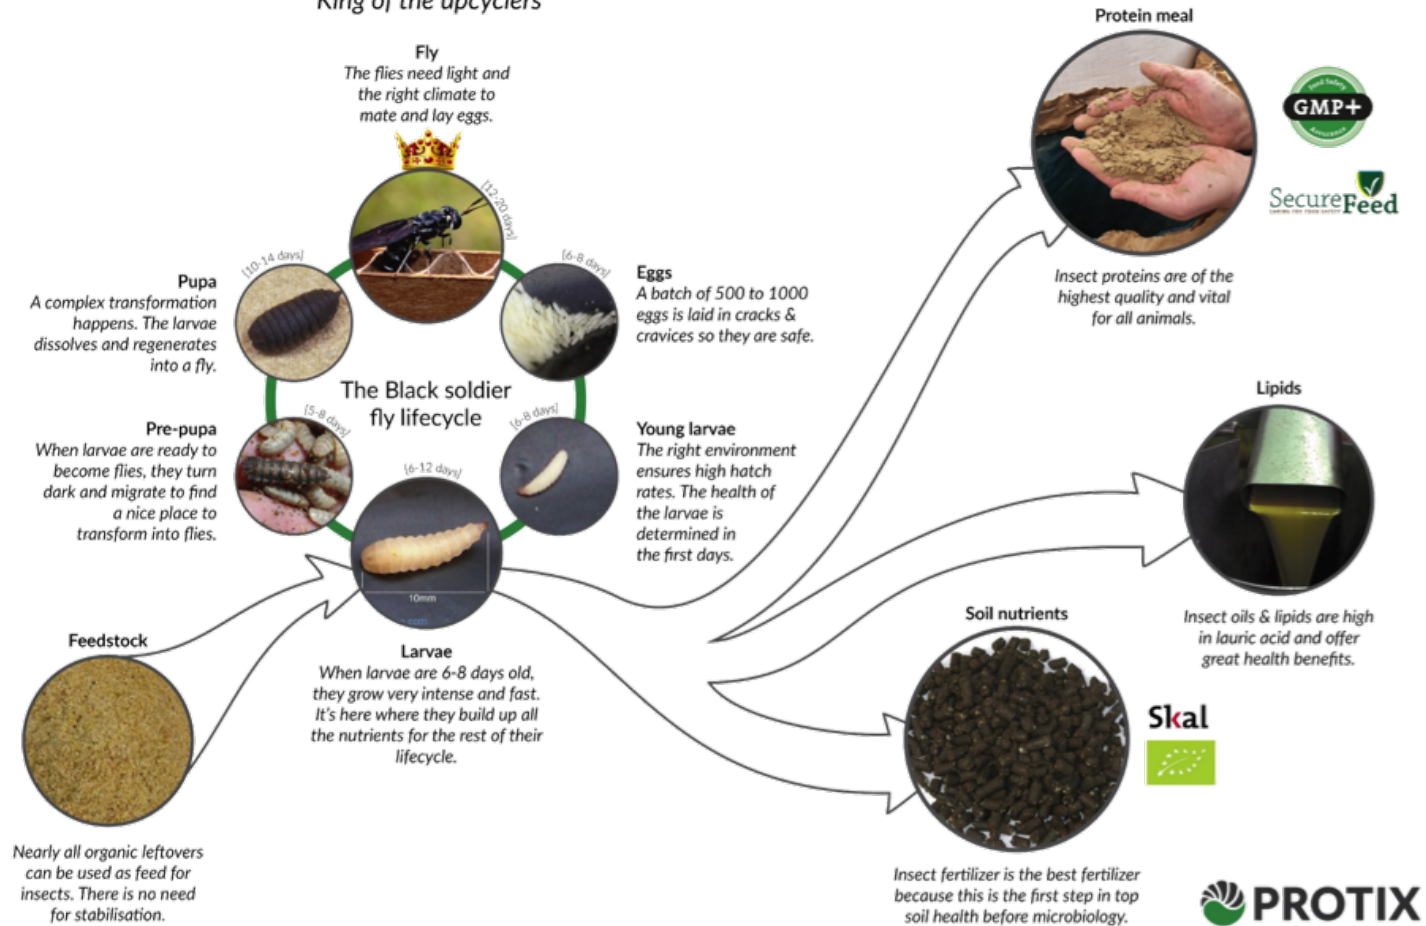 King of the upcyclers
Fly
The flies need light and
the right climate to
mate and lay eggs.
[12-20 days]
[10-14 days]
Pupa
A complex transformation
happens. The larvae
dissolves and regenerates
into a fly.
[6-8 days]
Eggs
A batch of 500 to 1000
eggs is laid in cracks &
cravices so they are safe.
The Black soldier
fly lifecycle
[5-8 days]
Pre-pupa
When larvae are ready to
become flies, they turn
dark and migrate to find
a nice place to
transform into flies.
[6-8 days]
Young larvae
The right environment
ensures high hatch
rates. The health of
the larvae is
determined in
the first days.
[6-12 days]
10mm
.com
Larvae
When larvae are 6-8 days old,
they grow very intense and fast.
It's here where they build up all
the nutrients for the rest of their
lifecycle.
Feedstock
Nearly all organic leftovers
can be used as feed for
insects. There is no need
for stabilisation.
Protein meal
Insect proteins are of the
highest quality and vital
for all animals.
Feed Safety
GMP+
Assurance
SecureFeed
CARING FOR FOOD SAFETY
Lipids
Insect oils & lipids are high
in lauric acid and offer
great health benefits.
Soil nutrients
Insect fertilizer is the best fertilizer
because this is the first step in top
soil health before microbiology.
Skal
PROTIX